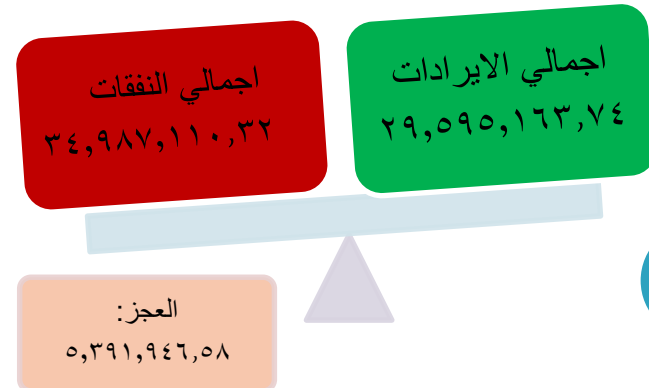 اجمالي الايرادات
٢٩,٥٩٥,١٦٣,٧٤
اجمالي النفقات
٣٤,٩٨٧,١١٠,٣٢
العجز:
٥,٣٩١,٩٤٦,٥٨